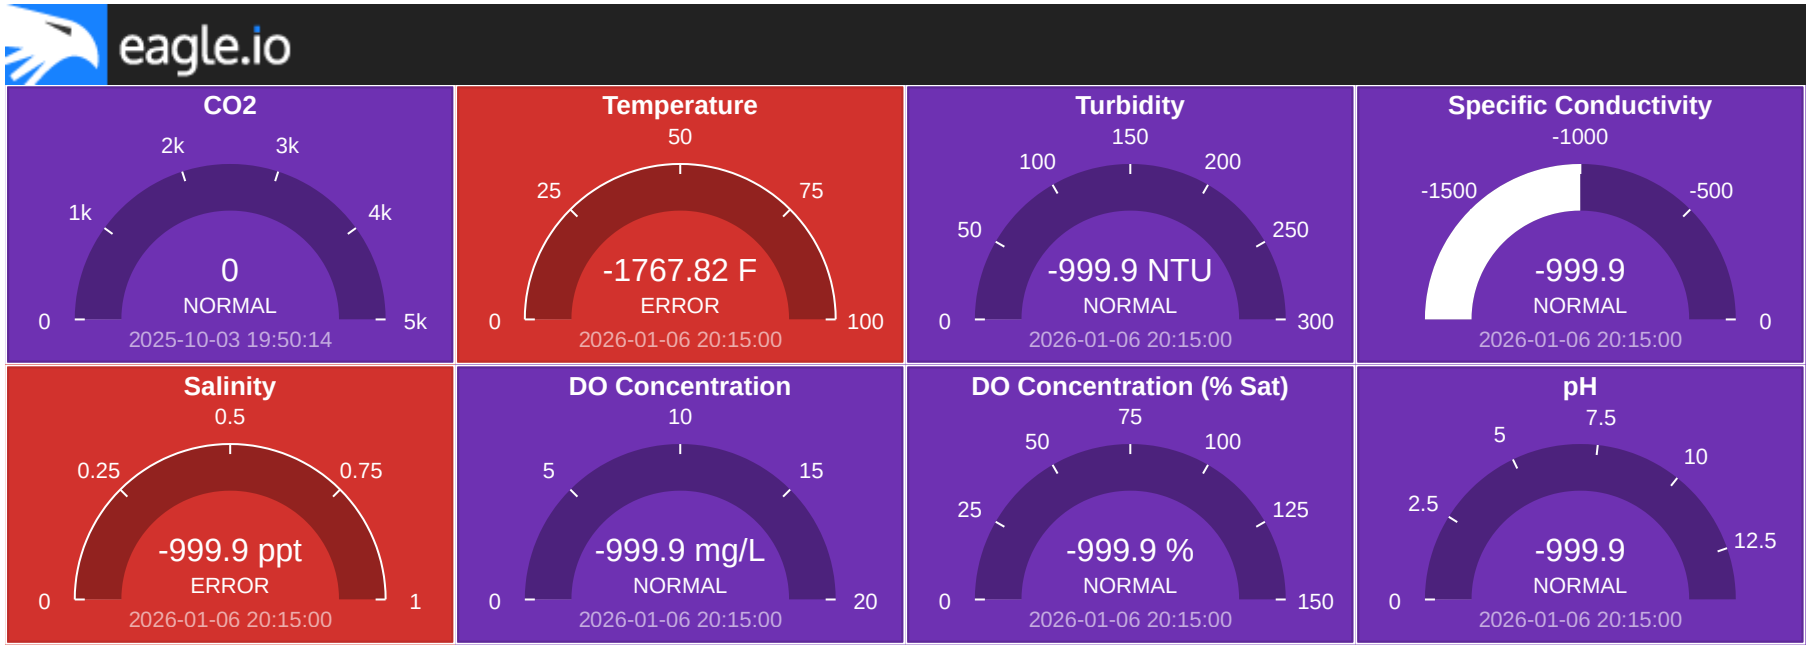 eagle.io
CO2
2k
3k
1k
4k
0
NORMAL
0
5k
2025-10-03 19:50:14
Temperature
50
25
75
-1767.82 F
ERROR
0
100
2026-01-06 20:15:00
Turbidity
150
100
200
50
250
-999.9 NTU
NORMAL
0
300
2026-01-06 20:15:00
Specific Conductivity
-1000
-1500
-500
-999.9
NORMAL
0
2026-01-06 20:15:00
Salinity
0.5
0.25
0.75
-999.9 ppt
ERROR
0
1
2026-01-06 20:15:00
DO Concentration
10
5
15
-999.9 mg/L
NORMAL
0
20
2026-01-06 20:15:00
DO Concentration (% Sat)
75
50
100
25
125
-999.9 %
NORMAL
0
150
2026-01-06 20:15:00
pH
7.5
5
10
2.5
12.5
-999.9
NORMAL
0
2026-01-06 20:15:00